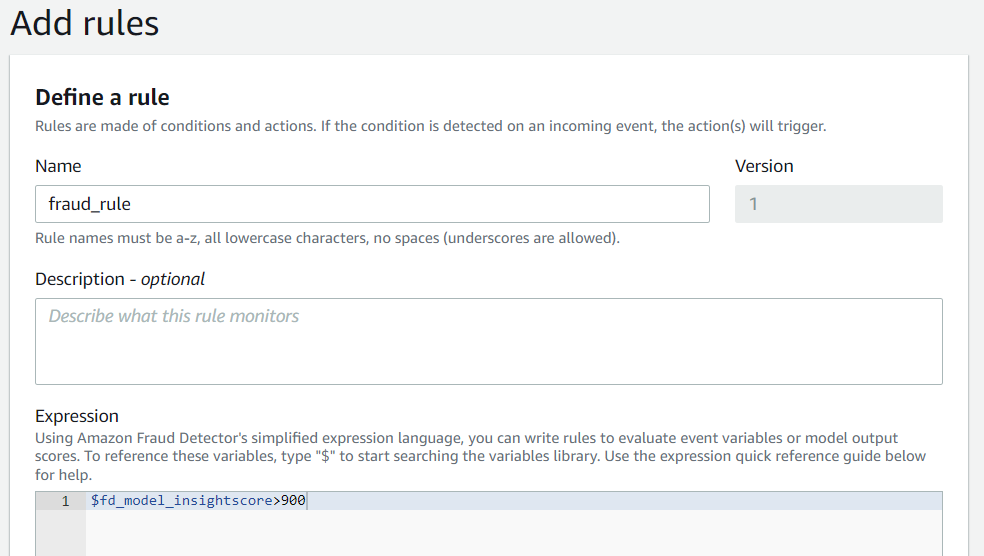 Add rules
Define a rule
Rules are made of conditions and actions. If the condition is detected on an incoming event, the action(s) will trigger.
Name
Version
fraud_rule
1
Rule names must be a-z, all lowercase characters, no spaces (underscores are allowed).
Description - optional
Describe what this rule monitors
Expression
Using Amazon Fraud Detector's simplified expression language, you can write rules to evaluate event variables or model output
scores. To reference these variables, type "$" to start searching the variables library. Use the expression quick reference guide below
for help.
1 $fd_model_insightscore>900